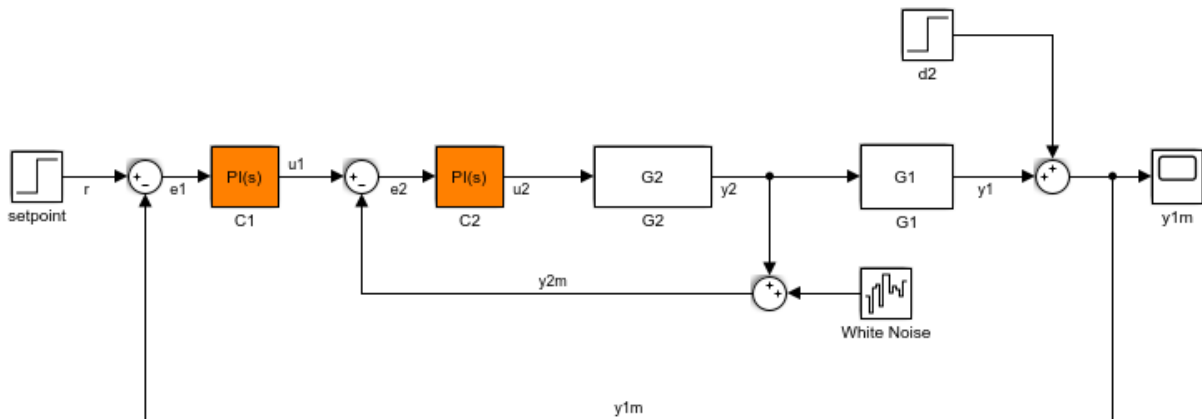 d2
PI(s)
PI(s)
G2
G1
r
e1
u1
e2
u2
y2
y1
setpoint
C1
C2
G2
G1
y1m
y2m
White Noise
y1m